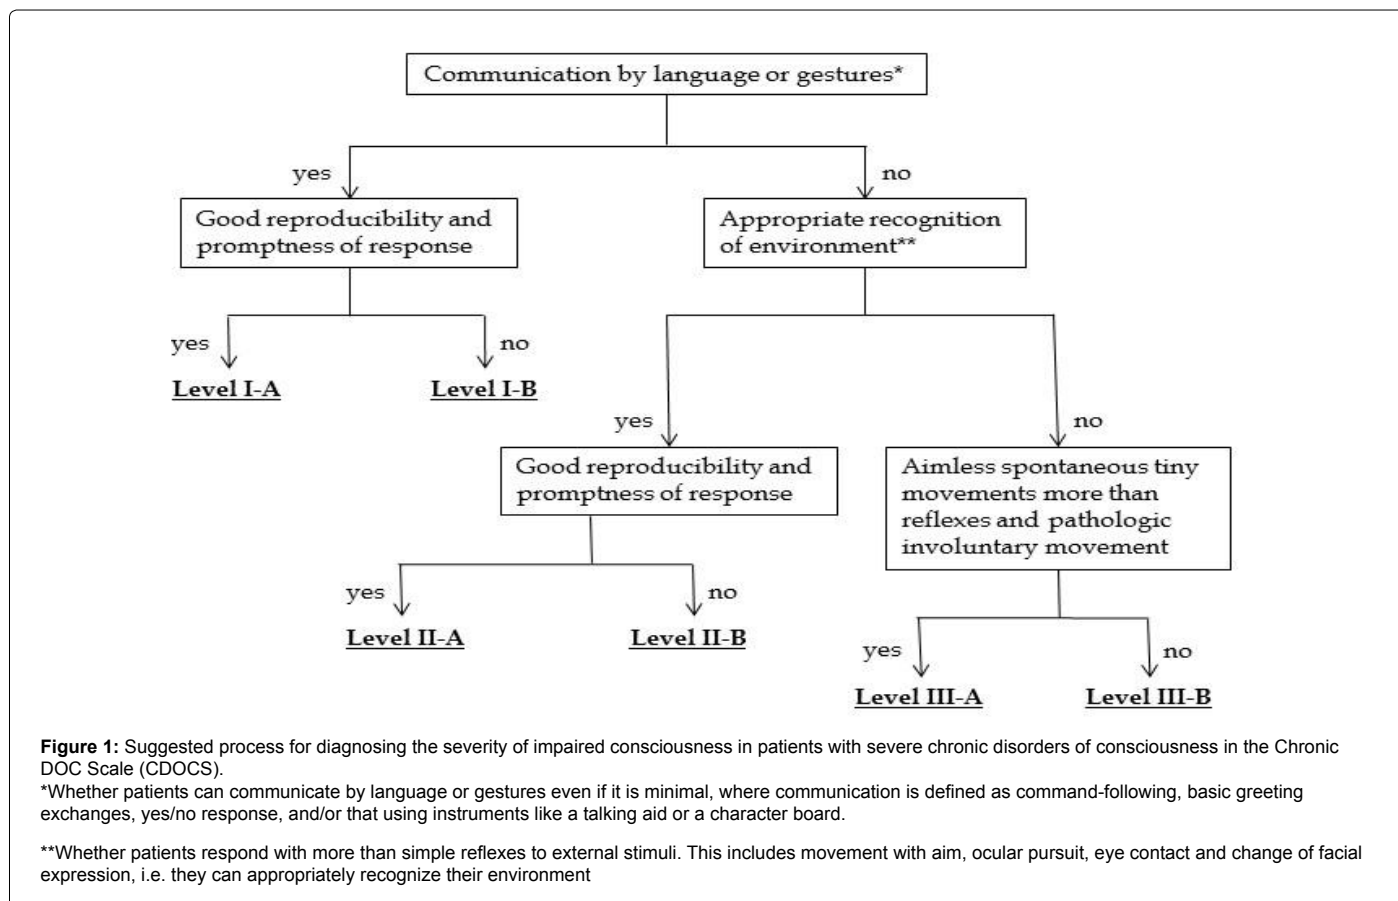 Communication by language or gestures*
yes
no
Good reproducibility and
promptness of response
Appropriate recognition
of environment**
yes
no
Level I-A
Level I-B
yes
no
Good reproducibility and
promptness of response
Aimless spontaneous tiny
movements more than
reflexes and pathologic
involuntary movement
yes
no
Level II-A
Level II-B
yes
no
Level III-A
Level III-B
Figure 1: Suggested process for diagnosing the severity of impaired consciousness in patients with severe chronic disorders of consciousness in the Chronic
DOC Scale (CDOCS).
*Whether patients can communicate by language or gestures even if it is minimal, where communication is defined as command-following, basic greeting
exchanges, yes/no response, and/or that using instruments like a talking aid or a character board.
**Whether patients respond with more than simple reflexes to external stimuli. This includes movement with aim, ocular pursuit, eye contact and change of facial
expression, i.e. they can appropriately recognize their environment